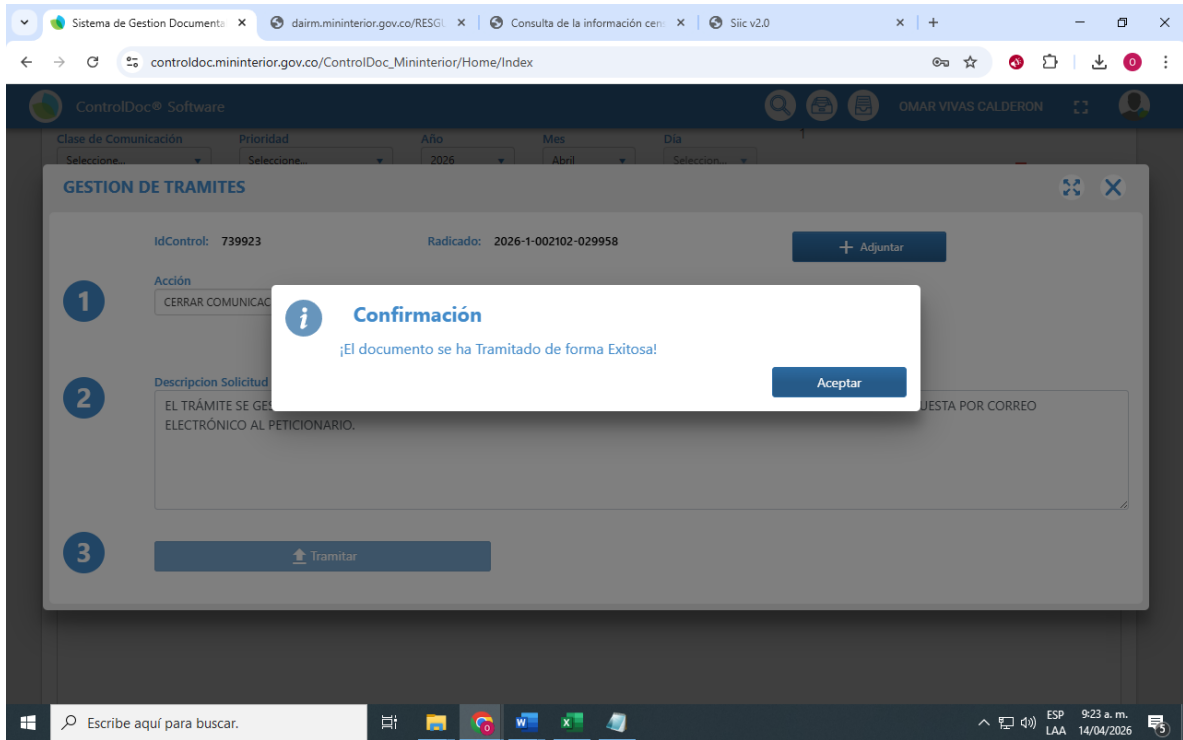 Sistema de Gestion Documenta
dairm.mininterior.gov.co/RESGU
Consulta de la información cens
Siic v2.0
controldoc.mininterior.gov.co/ControlDoc_Mininterior/Home/Index
O
ControlDoc® Software
OMAR VIVAS CALDERON
Clase de Comunicación Prioridad Año Mes Día 1
Seleccione... Seleccione... 2026 Abril Seleccion...
GESTION DE TRAMITES
IdControl: 739923 Radicado: 2026-1-002102-029958
+ Adjuntar
1
Acción
CERRAR COMUNICAC
i
Confirmación
¡El documento se ha Tramitado de forma Exitosa!
Aceptar
2
Descripcion Solicitud
EL TRÁMITE SE GES UESTA POR CORREO
ELECTRÓNICO AL PETICIONARIO.
3
Tramitar
Escribe aquí para buscar.
ESP 9:23 a. m.
LAA 14/04/2026
5